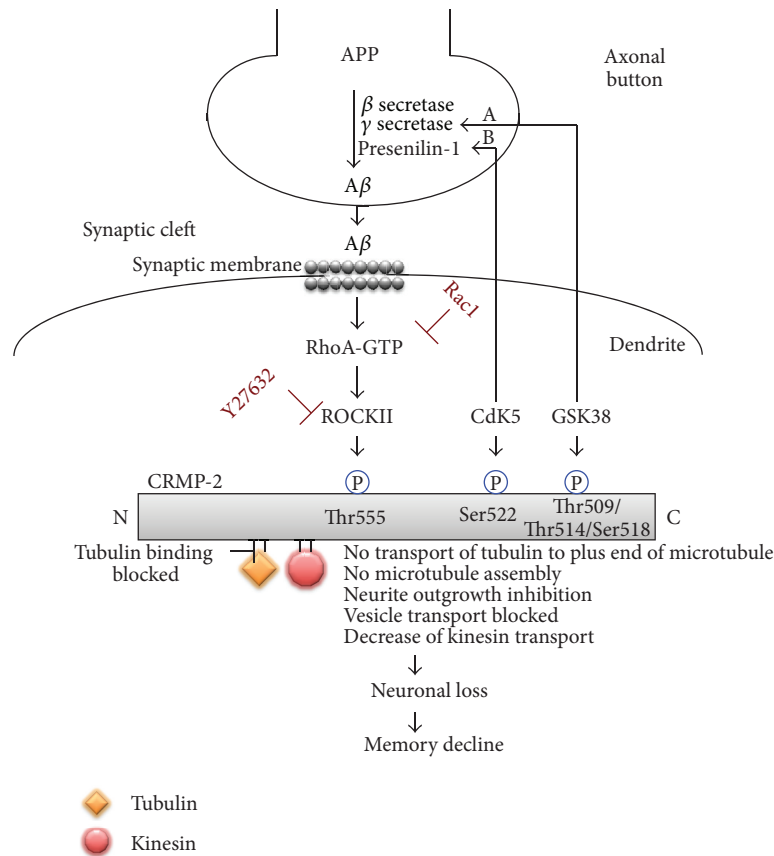 APP
Axonal
button
β secretase
γ secretase
Presenilin-1
A
B
Aβ
Synaptic cleft
Aβ
Synaptic membrane
Rac1
RhoA-GTP
Dendrite
Y27632
ROCKII
CdK5
GSK38
CRMP-2
P
P
P
N
Thr555
Ser522
Thr509/
Thr514/Ser518
C
Tubulin binding
blocked
No transport of tubulin to plus end of microtubule
No microtubule assembly
Neurite outgrowth inhibition
Vesicle transport blocked
Decrease of kinesin transport
Neuronal loss
Memory decline
Tubulin
Kinesin